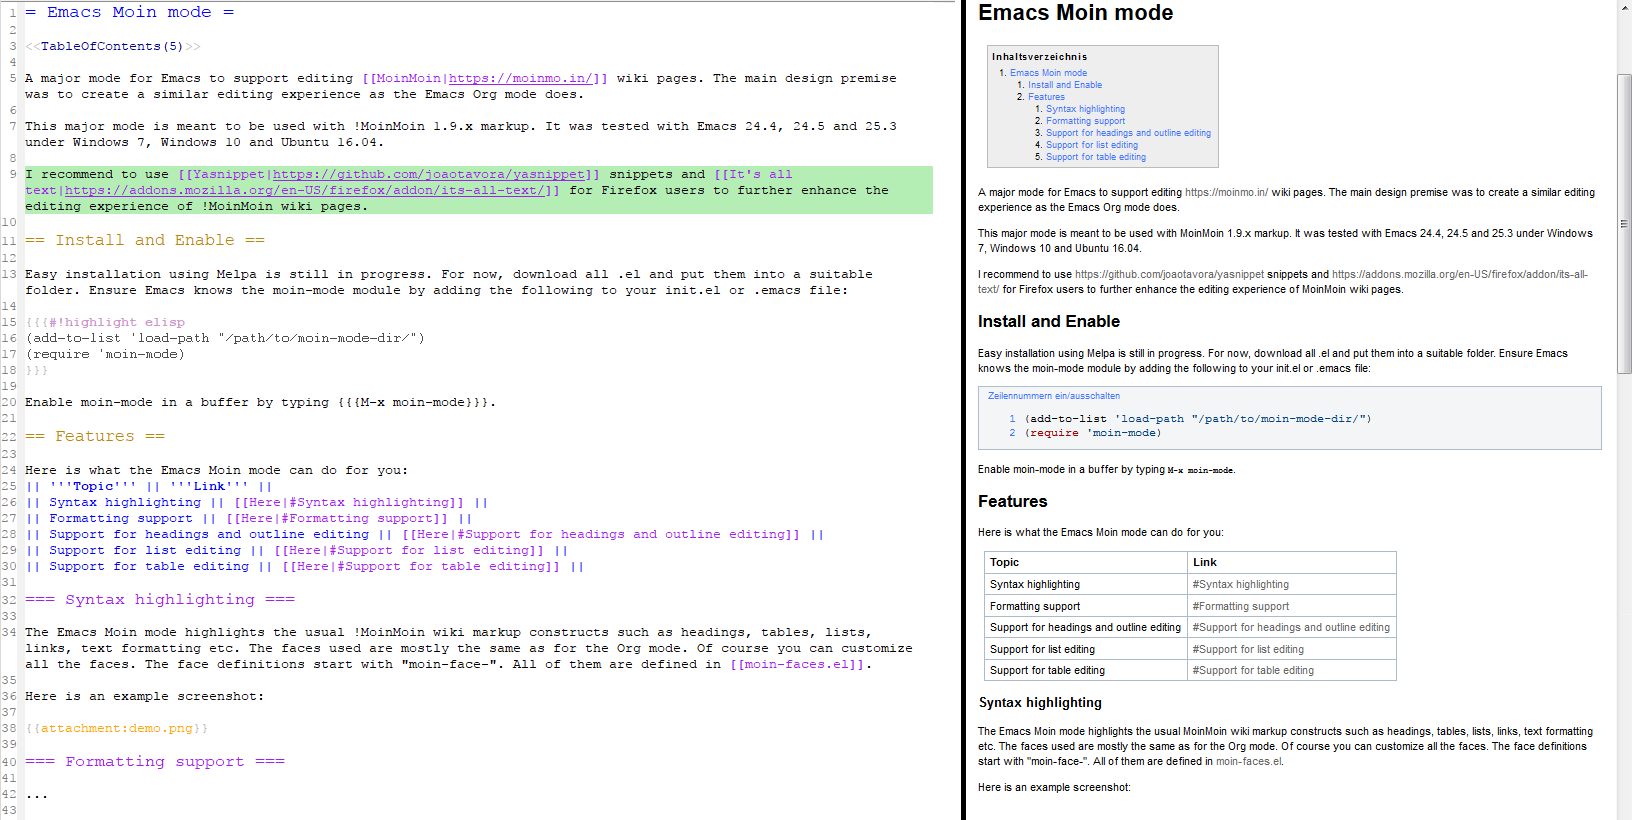 1 = Emacs Moin mode =
2
3 <<TableOfContents(5)>>
4
5 A major mode for Emacs to support editing [[MoinMoin|https://moinmo.in/]] wiki pages. The main design premise
was to create a similar editing experience as the Emacs Org mode does.
6
7 This major mode is meant to be used with !MoinMoin 1.9.x markup. It was tested with Emacs 24.4, 24.5 and 25.3
under Windows 7, Windows 10 and Ubuntu 16.04.
8
9 I recommend to use [[Yasnippet|https://github.com/joaotavora/yasnippet]] snippets and [[It's all
text|https://addons.mozilla.org/en-US/firefox/addon/its-all-text/]] for Firefox users to further enhance the
editing experience of !MoinMoin wiki pages.
10
11 == Install and Enable ==
12
13 Easy installation using Melpa is still in progress. For now, download all .el and put them into a suitable
folder. Ensure Emacs knows the moin-mode module by adding the following to your init.el or .emacs file:
14
15 {{{#!highlight elisp
16 (add-to-list 'load-path "/path/to/moin-mode-dir/")
17 (require 'moin-mode)
18 }}}
19
20 Enable moin-mode in a buffer by typing {{{M-x moin-mode}}}.
21
22 == Features ==
23
24 Here is what the Emacs Moin mode can do for you:
25 || '''Topic''' || '''Link''' ||
26 || Syntax highlighting || [[Here|#Syntax highlighting]] ||
27 || Formatting support || [[Here|#Formatting support]] ||
28 || Support for headings and outline editing || [[Here|#Support for headings and outline editing]] ||
29 || Support for list editing || [[Here|#Support for list editing]] ||
30 || Support for table editing || [[Here|#Support for table editing]] ||
31
32 === Syntax highlighting ===
33
34 The Emacs Moin mode highlights the usual !MoinMoin wiki markup constructs such as headings, tables, lists,
links, text formatting etc. The faces used are mostly the same as for the Org mode. Of course you can customize
all the faces. The face definitions start with "moin-face-". All of them are defined in [[moin-faces.el]].
35
36 Here is an example screenshot:
37
38 {{attachment:demo.png}}
39
40 === Formatting support ===
41
42 ...
43
Emacs Moin mode
Inhaltsverzeichnis
1. Emacs Moin mode
1. Install and Enable
2. Features
1. Syntax highlighting
2. Formatting support
3. Support for headings and outline editing
4. Support for list editing
5. Support for table editing
A major mode for Emacs to support editing https://moinmo.in/ wiki pages. The main design premise was to create a similar editing
experience as the Emacs Org mode does.
This major mode is meant to be used with MoinMoin 1.9.x markup. It was tested with Emacs 24.4, 24.5 and 25.3 under Windows
7, Windows 10 and Ubuntu 16.04.
I recommend to use https://github.com/joaotavora/yasnippet snippets and https://addons.mozilla.org/en-US/firefox/addon/its-all-
text/ for Firefox users to further enhance the editing experience of MoinMoin wiki pages.
Install and Enable
Easy installation using Melpa is still in progress. For now, download all .el and put them into a suitable folder. Ensure Emacs
knows the moin-mode module by adding the following to your init.el or .emacs file:
Zeilennummern ein/ausschalten
1 (add-to-list 'load-path "/path/to/moin-mode-dir/")
2 (require 'moin-mode)
Enable moin-mode in a buffer by typing M-x moin-mode.
Features
Here is what the Emacs Moin mode can do for you:
Topic Link
Syntax highlighting #Syntax highlighting
Formatting support #Formatting support
Support for headings and outline editing #Support for headings and outline editing
Support for list editing #Support for list editing
Support for table editing #Support for table editing
Syntax highlighting
The Emacs Moin mode highlights the usual MoinMoin wiki markup constructs such as headings, tables, lists, links, text formatting
etc. The faces used are mostly the same as for the Org mode. Of course you can customize all the faces. The face definitions
start with "moin-face-". All of them are defined in moin-faces.el.
Here is an example screenshot: